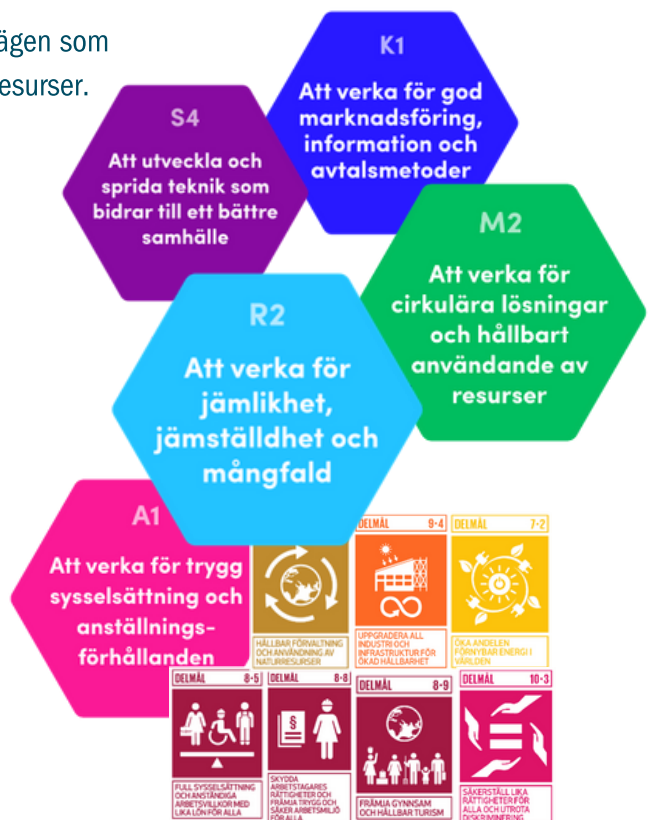 ägen som
esurser.
K1
Att verka för god
marknadsföring,
information och
avtalsmetoder
S4
Att utveckla och
sprida teknik som
bidrar till ett bättre
samhälle
M2
Att verka för
cirkulära lösningar
och hållbart
användande av
resurser
R2
Att verka för
jämlikhet,
jämställdhet och
mångfald
A1
Att verka för trygg
sysselsättning och
anställnings-
förhållanden
HÅLLBAR FÖRVALTNING
OCH ANVÄNDNING AV
NATURRESURSER
DELMÅL 9·4
UPPGRADERA ALL
INDUSTRI OCH
INFRASTRUKTUR FÖR
ÖKAD HÅLLBARHET
DELMÅL 7·2
ÖKA ANDELEN
FÖRNYBAR ENERGI I
VÄRLDEN
DELMÅL 8·5
FULL SYSSELSÄTTNING
OCH ANSTÄNDIGA
ARBETSVILLKOR MED
LIKA LÖN FÖR ALLA
DELMÅL 8·8
§
SKYDDA
ARBETSTAGARES
RÄTTIGHETER OCH
FRÄMJA TRYGG OCH
SÄKER ARBETSMILJÖ
FÖR ALLA
DELMÅL 8·9
FRÄMJA GYNNSAM
OCH HÅLLBAR TURISM
DELMÅL 10·3
SÄKERSTÄLL LIKA
RÄTTIGHETER FÖR
ALLA OCH UTROTA
DISKRIMINERING